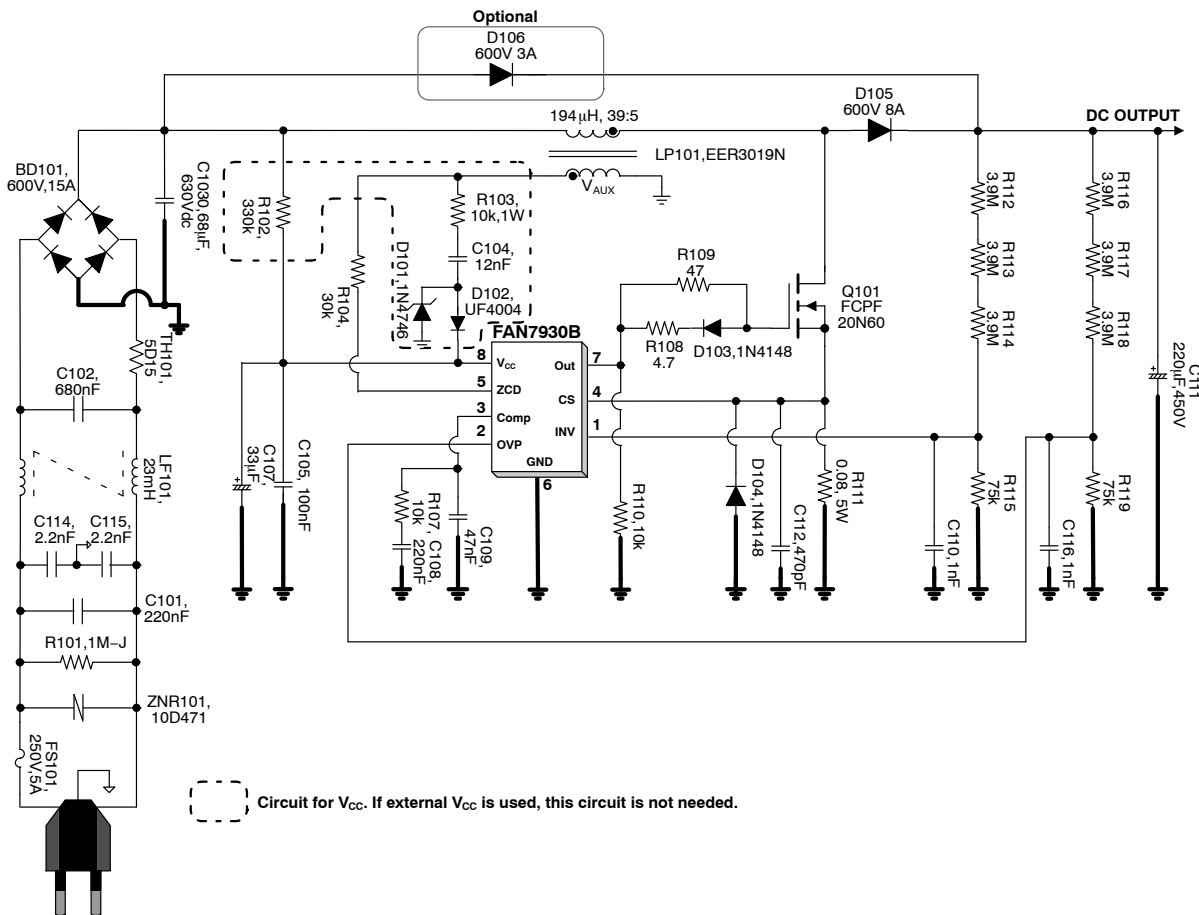 Optional
D106
600V 3A
194μH, 39:5
D105
600V 8A
DC OUTPUT
BD101,
600V,15A
C1030,68μF,
630Vdc
R102,
330k
LP101,EER3019N
VAUX
R103,
10k,1W
C104,
12nF
D101,1N4746
D102,
UF4004
R104,
30k
R109
47
R108
4.7
D103,1N4148
Q101
FCPF
20N60
R112
3.9M
R113
3.9M
R114
3.9M
R116
3.9M
R117
3.9M
R118
3.9M
C111
220μF,450V
FAN7930B
8
VCC
Out
7
5
ZCD
CS
4
3
Comp
INV
1
2
OVP
GND
6
TH101,
5D15
C102,
680nF
LF101,
23mH
C107,
33μF
C105, 100nF
R107,
10k
C108,
220nF
C109,
47nF
R110,10k
D104,1N4148
C112,470pF
R111
0.08, 5W
C110,1nF
R115
75k
C116,1nF
R119
75k
C114,
2.2nF
C115,
2.2nF
C101,
220nF
R101,1M-J
ZNR101,
10D471
FS101,
250V,5A
Circuit for VCC. If external VCC is used, this circuit is not needed.